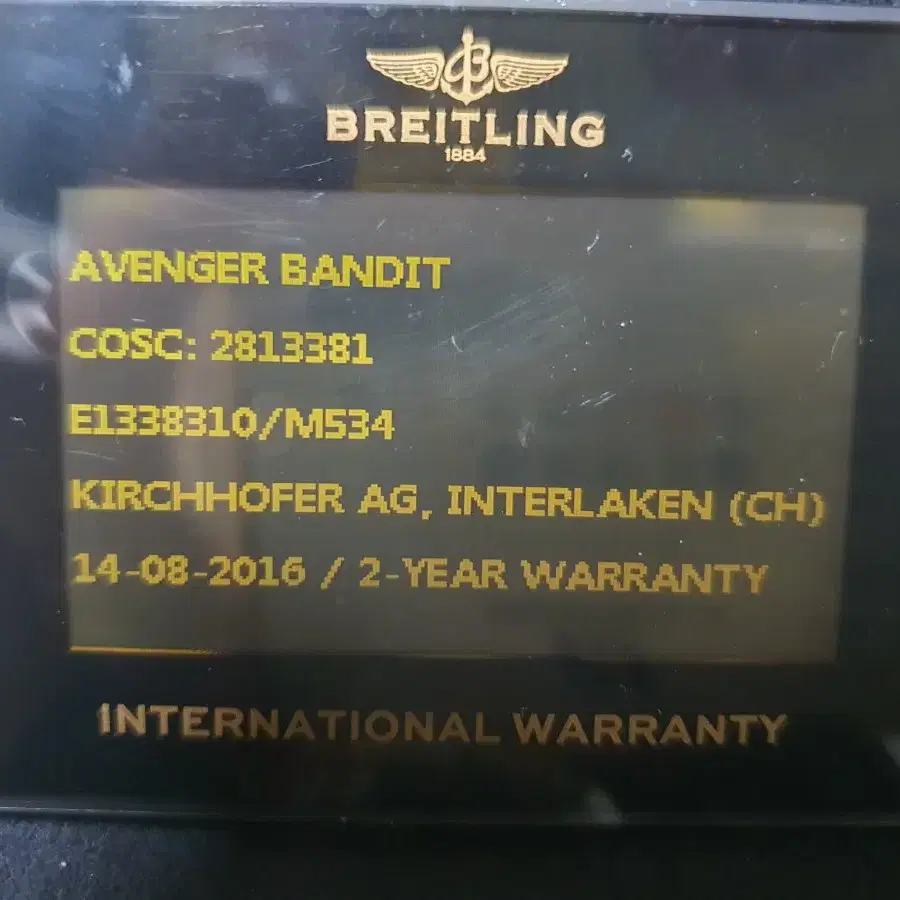 BREITLING
1884
AVENGER BANDIT
COSC: 2813381
E1338310/M534
KIRCHHOFER AG, INTERLAKEN (CH)
14-08-2016 / 2-YEAR WARRANTY
INTERNATIONAL WARRANTY